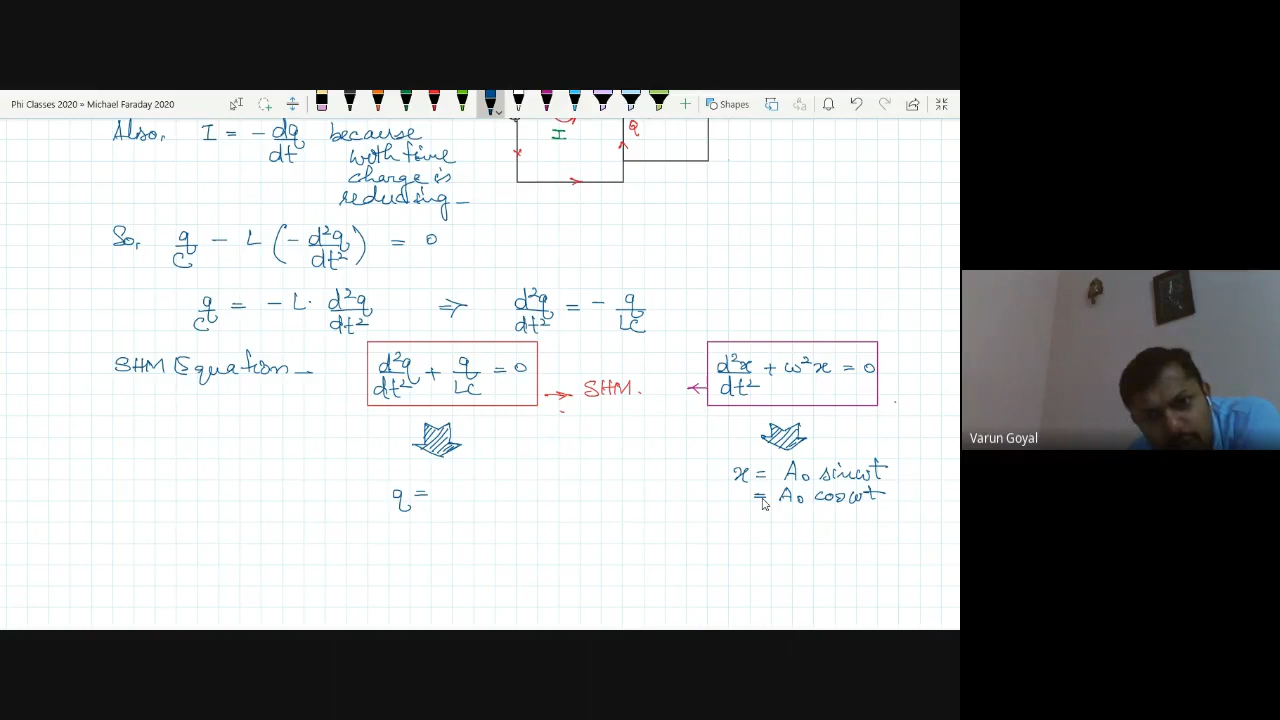 Phi Classes 2020 » Michael Faraday 2020
Shapes
Also, I = - dq/dt because
with time
charge is
reducing -
I
Q
So, q/C - L (- d²q/dt²) = 0
q/C = - L · d²q/dt² ⇒ d²q/dt² = - q/LC
SHM Equation - d²q/dt² + q/LC = 0 → SHM. ← d²x/dt² + ω²x = 0
Varun Goyal
x = A₀ sinωt
q = = A₀ cosωt